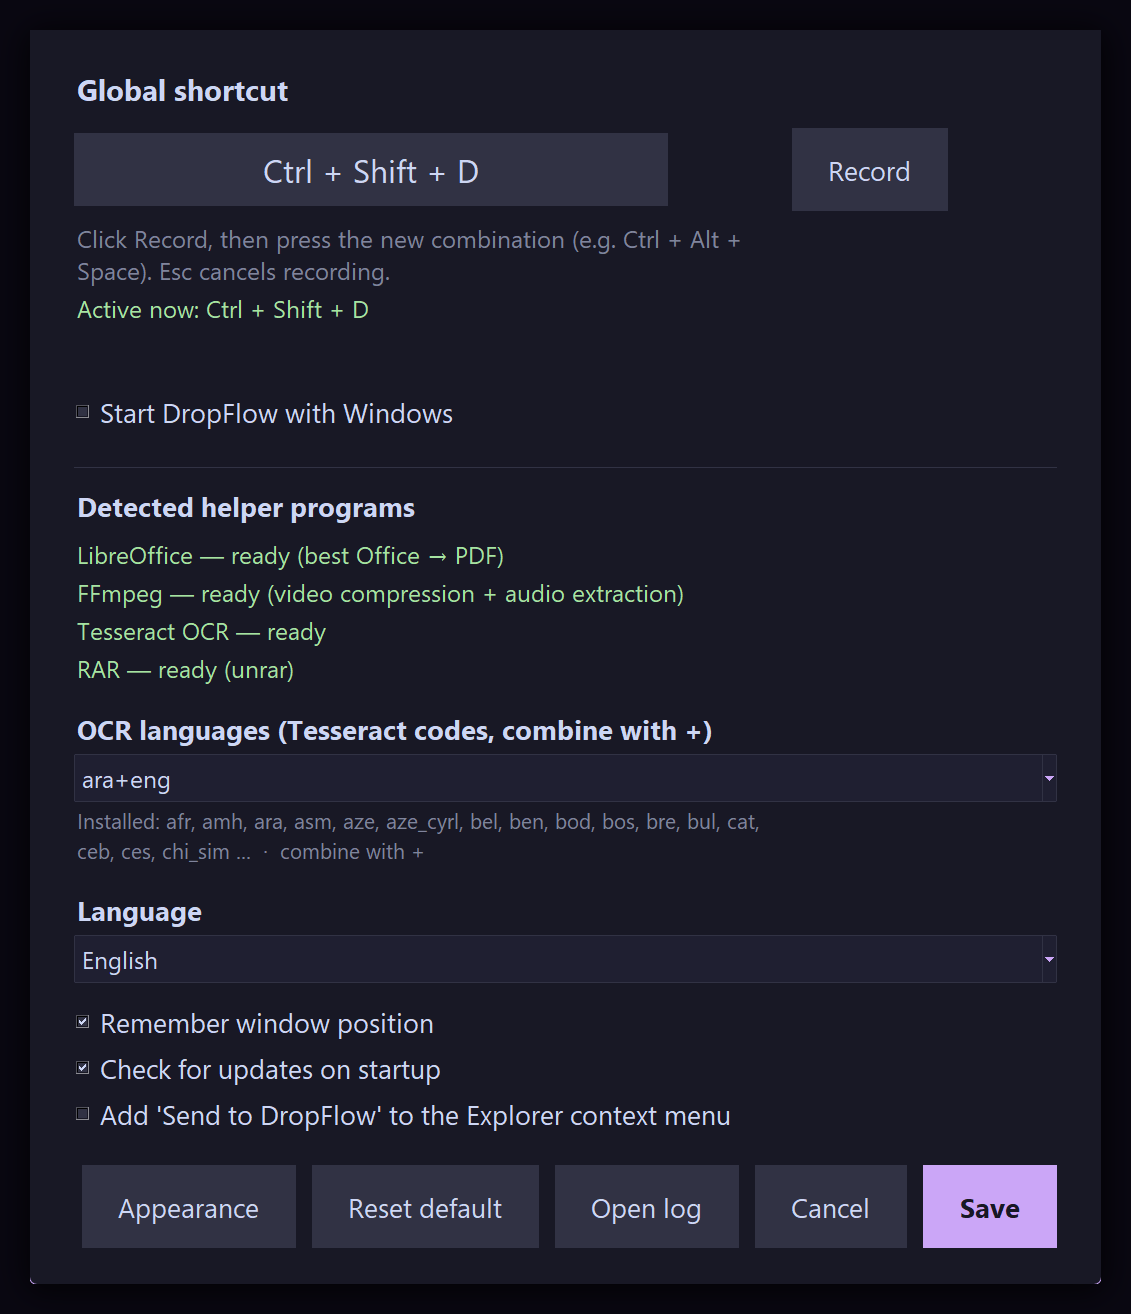 Global shortcut
Ctrl + Shift + D
Record
Click Record, then press the new combination (e.g. Ctrl + Alt +
Space). Esc cancels recording.
Active now: Ctrl + Shift + D
Start DropFlow with Windows
Detected helper programs
LibreOffice — ready (best Office → PDF)
FFmpeg — ready (video compression + audio extraction)
Tesseract OCR — ready
RAR — ready (unrar)
OCR languages (Tesseract codes, combine with +)
ara+eng
Installed: afr, amh, ara, asm, aze, aze_cyrl, bel, ben, bod, bos, bre, bul, cat,
ceb, ces, chi_sim ... · combine with +
Language
English
Remember window position
Check for updates on startup
Add 'Send to DropFlow' to the Explorer context menu
Appearance
Reset default
Open log
Cancel
Save